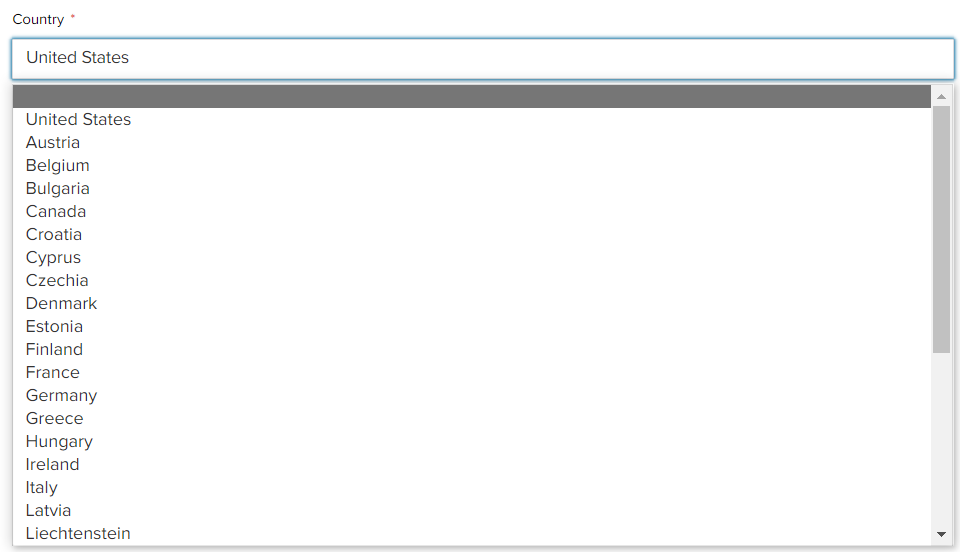 Country *
United States
United States
Austria
Belgium
Bulgaria
Canada
Croatia
Cyprus
Czechia
Denmark
Estonia
Finland
France
Germany
Greece
Hungary
Ireland
Italy
Latvia
Liechtenstein